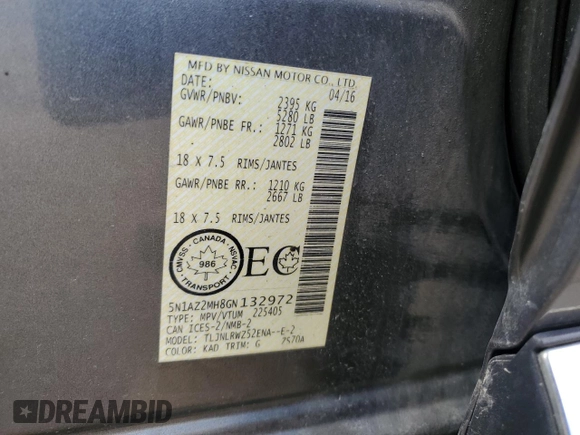 MFD BY NISSAN MOTOR CO., LTD.
DATE: 04/16
GVWR/PNBV: 2395 KG
5280 LB
GAWR/PNBE FR.: 1271 KG
2802 LB
18 X 7.5 RIMS/JANTES
GAWR/PNBE RR.: 1210 KG
2667 LB
18 X 7.5 RIMS/JANTES
CMVSS · CANADA · NSVAC
986
TRANSPORT
EC
5N1AZ2MH8GN132972
TYPE: MPV/VTUM 225405
CAN ICES-2/NMB-2
MODEL: TLJNLRWZ52ENA--E-2
COLOR: KAD TRIM: G 7570A
DREAMBID